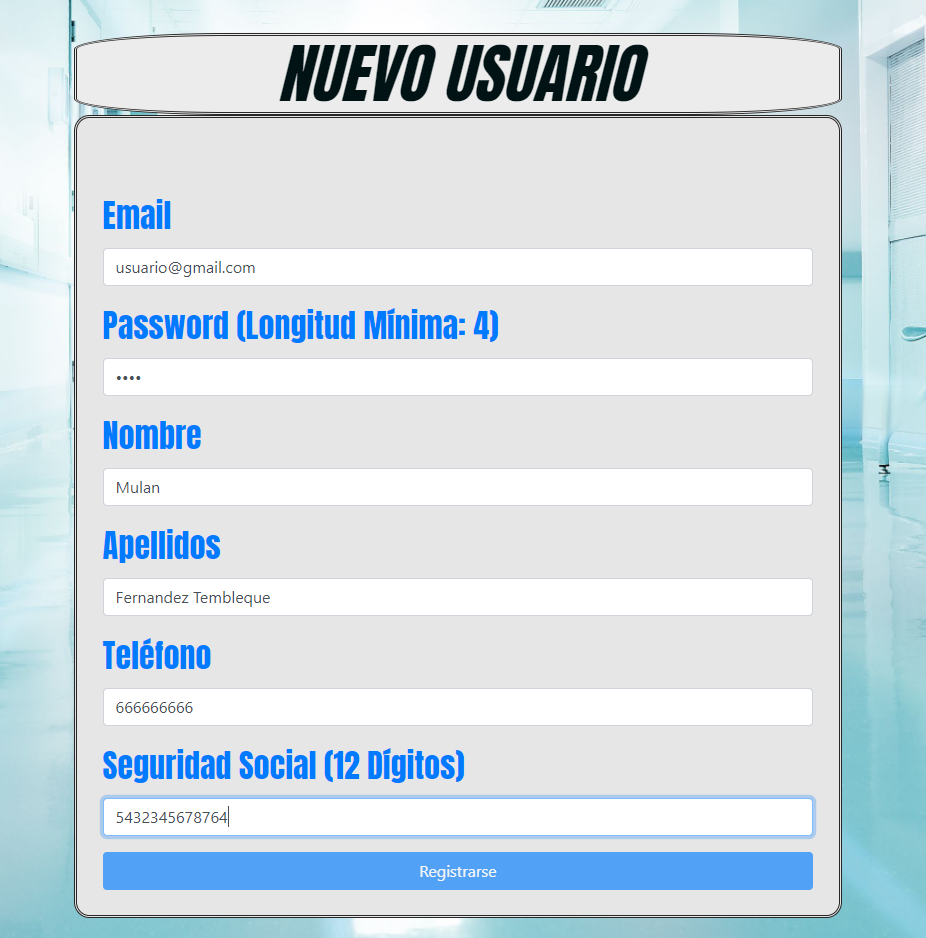 NUEVO USUARIO
Email
usuario@gmail.com
Password (Longitud Mínima: 4)
••••
Nombre
Mulan
Apellidos
Fernandez Tembleque
Teléfono
666666666
Seguridad Social (12 Dígitos)
5432345678764
Registrarse